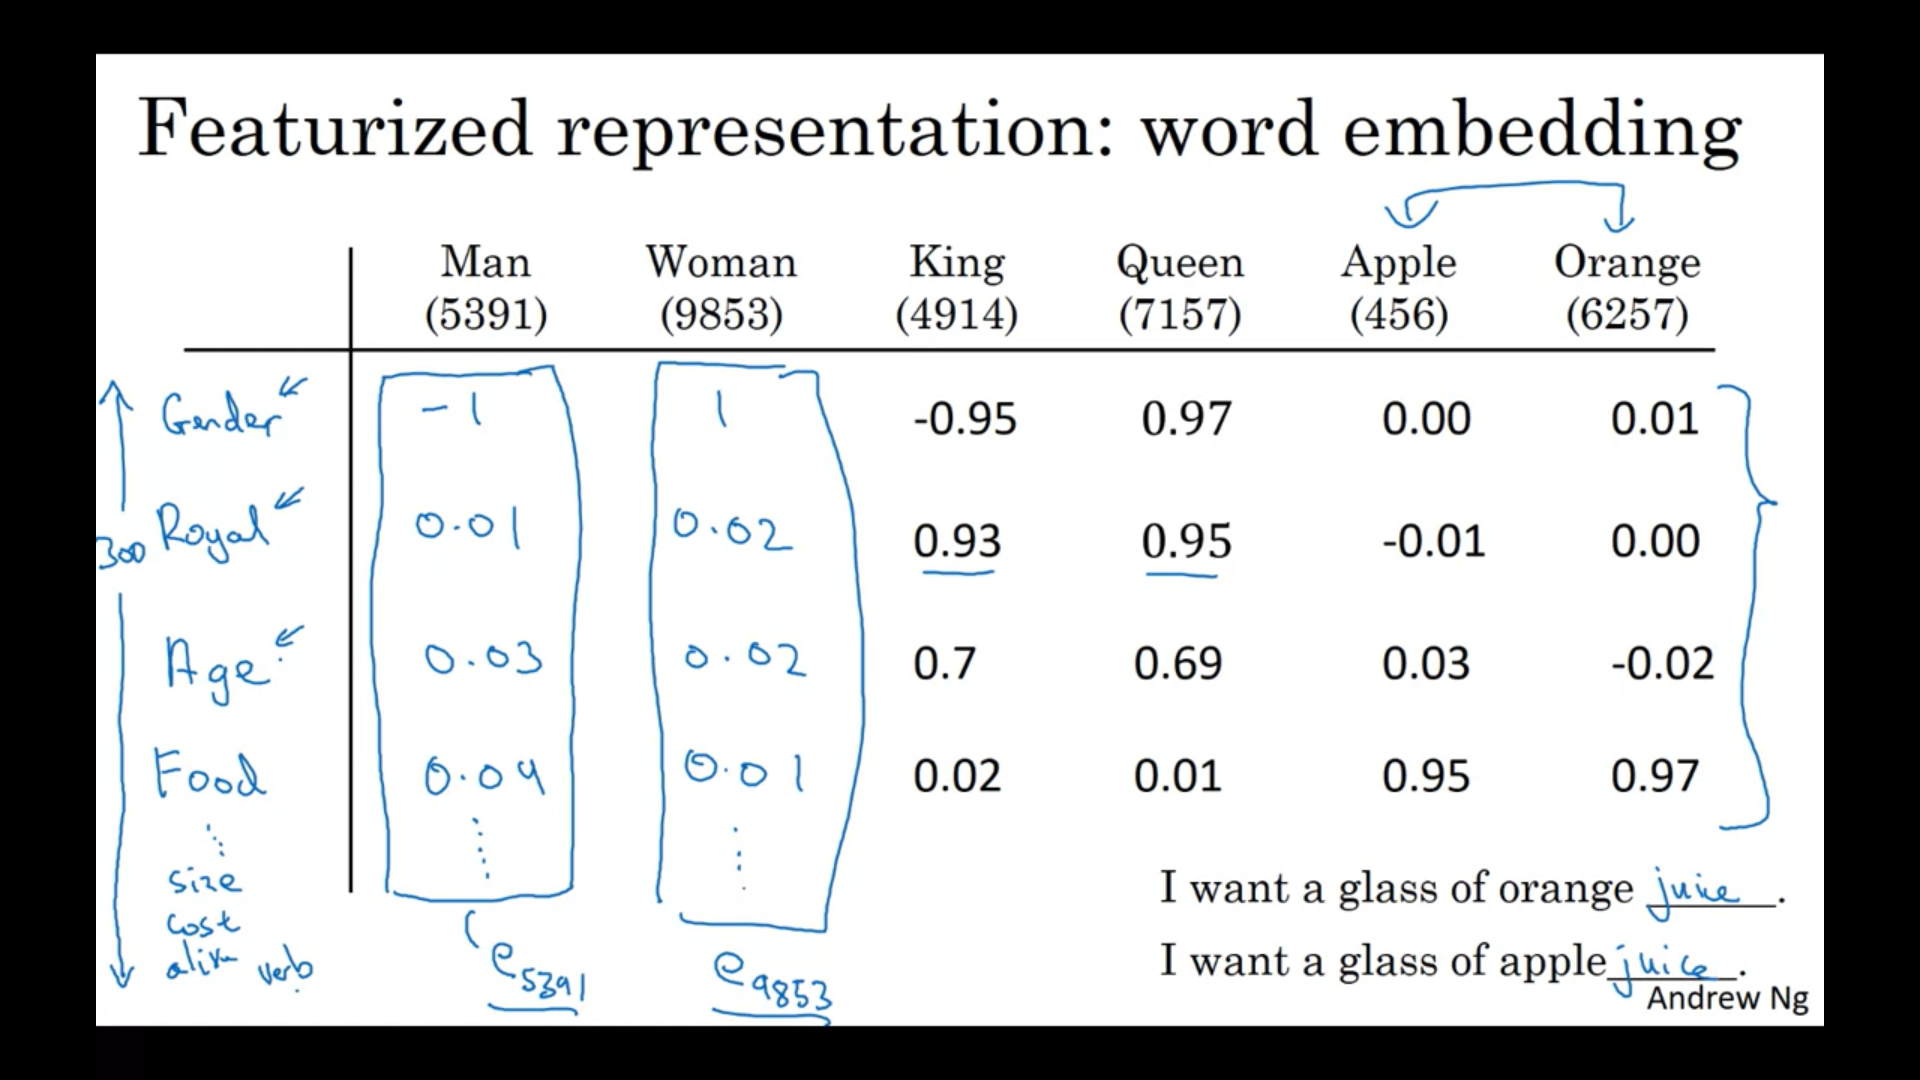 Featurized representation: word embedding
Man Woman King Queen Apple Orange
(5391) (9853) (4914) (7157) (456) (6257)
Gender -1 1 -0.95 0.97 0.00 0.01
300 Royal 0.01 0.02 0.93 0.95 -0.01 0.00
Age 0.03 0.02 0.7 0.69 0.03 -0.02
Food 0.04 0.01 0.02 0.01 0.95 0.97
size
cost
alive verb
e5391 e9853
I want a glass of orange juice.
I want a glass of apple juice.
Andrew Ng